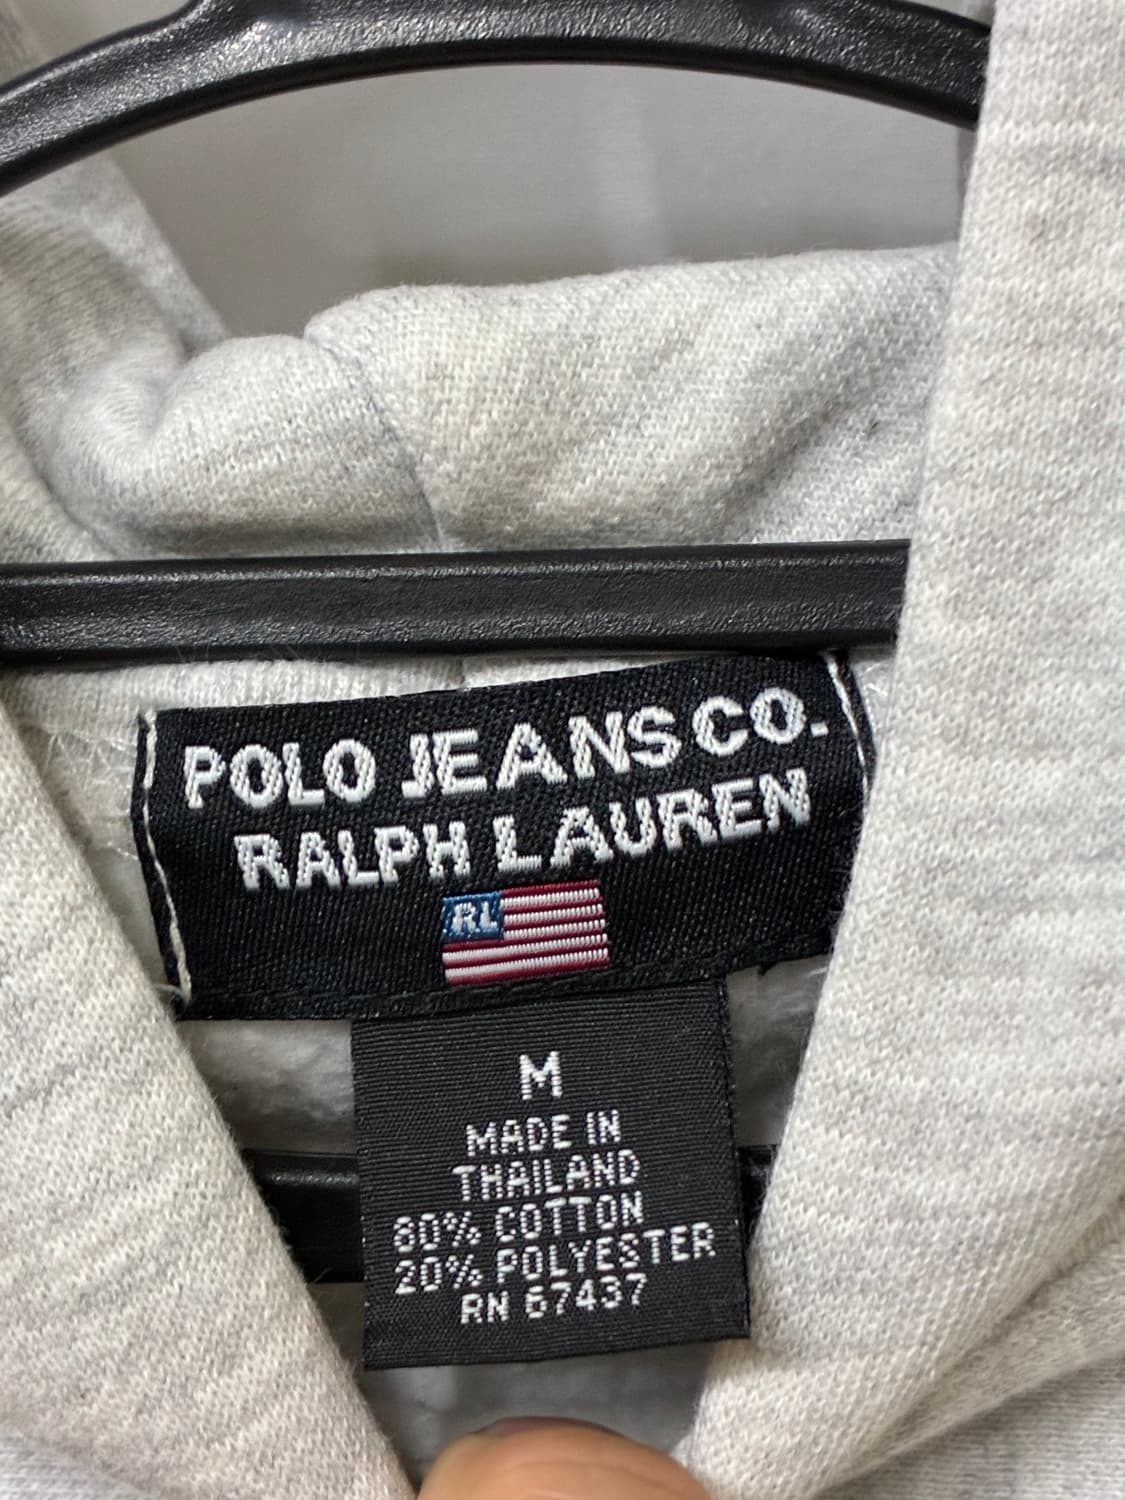 POLO JEANS CO.
RALPH LAUREN
RL
M
MADE IN
THAILAND
80% COTTON
20% POLYESTER
RN 67437